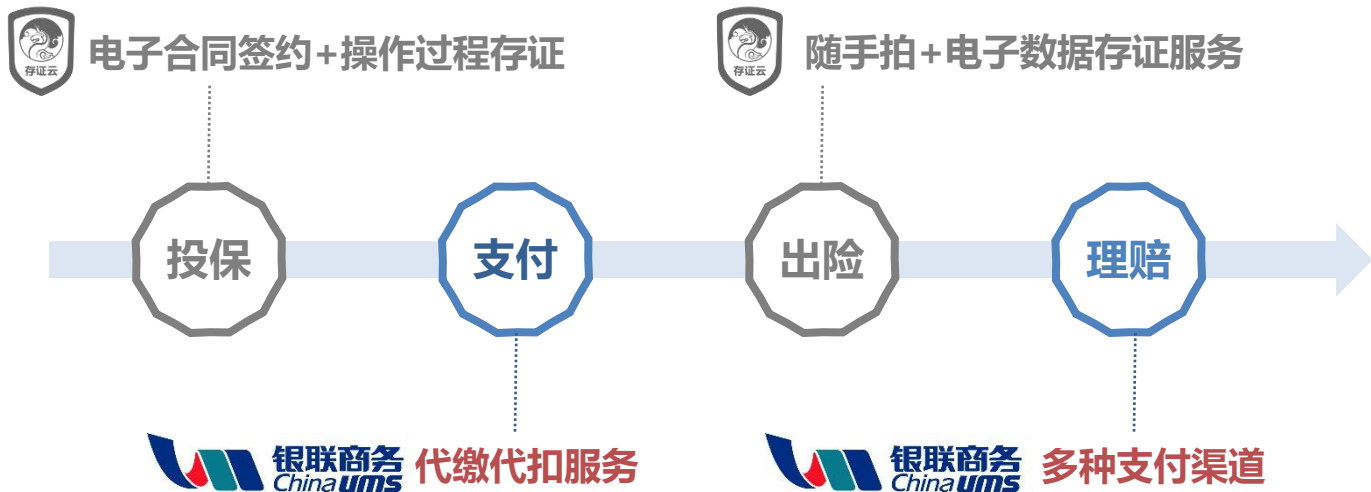 存证云
电子合同签约+操作过程存证
存证云
随手拍+电子数据存证服务
投保
支付
出险
理赔
银联商务
China ums
代缴代扣服务
银联商务
China ums
多种支付渠道